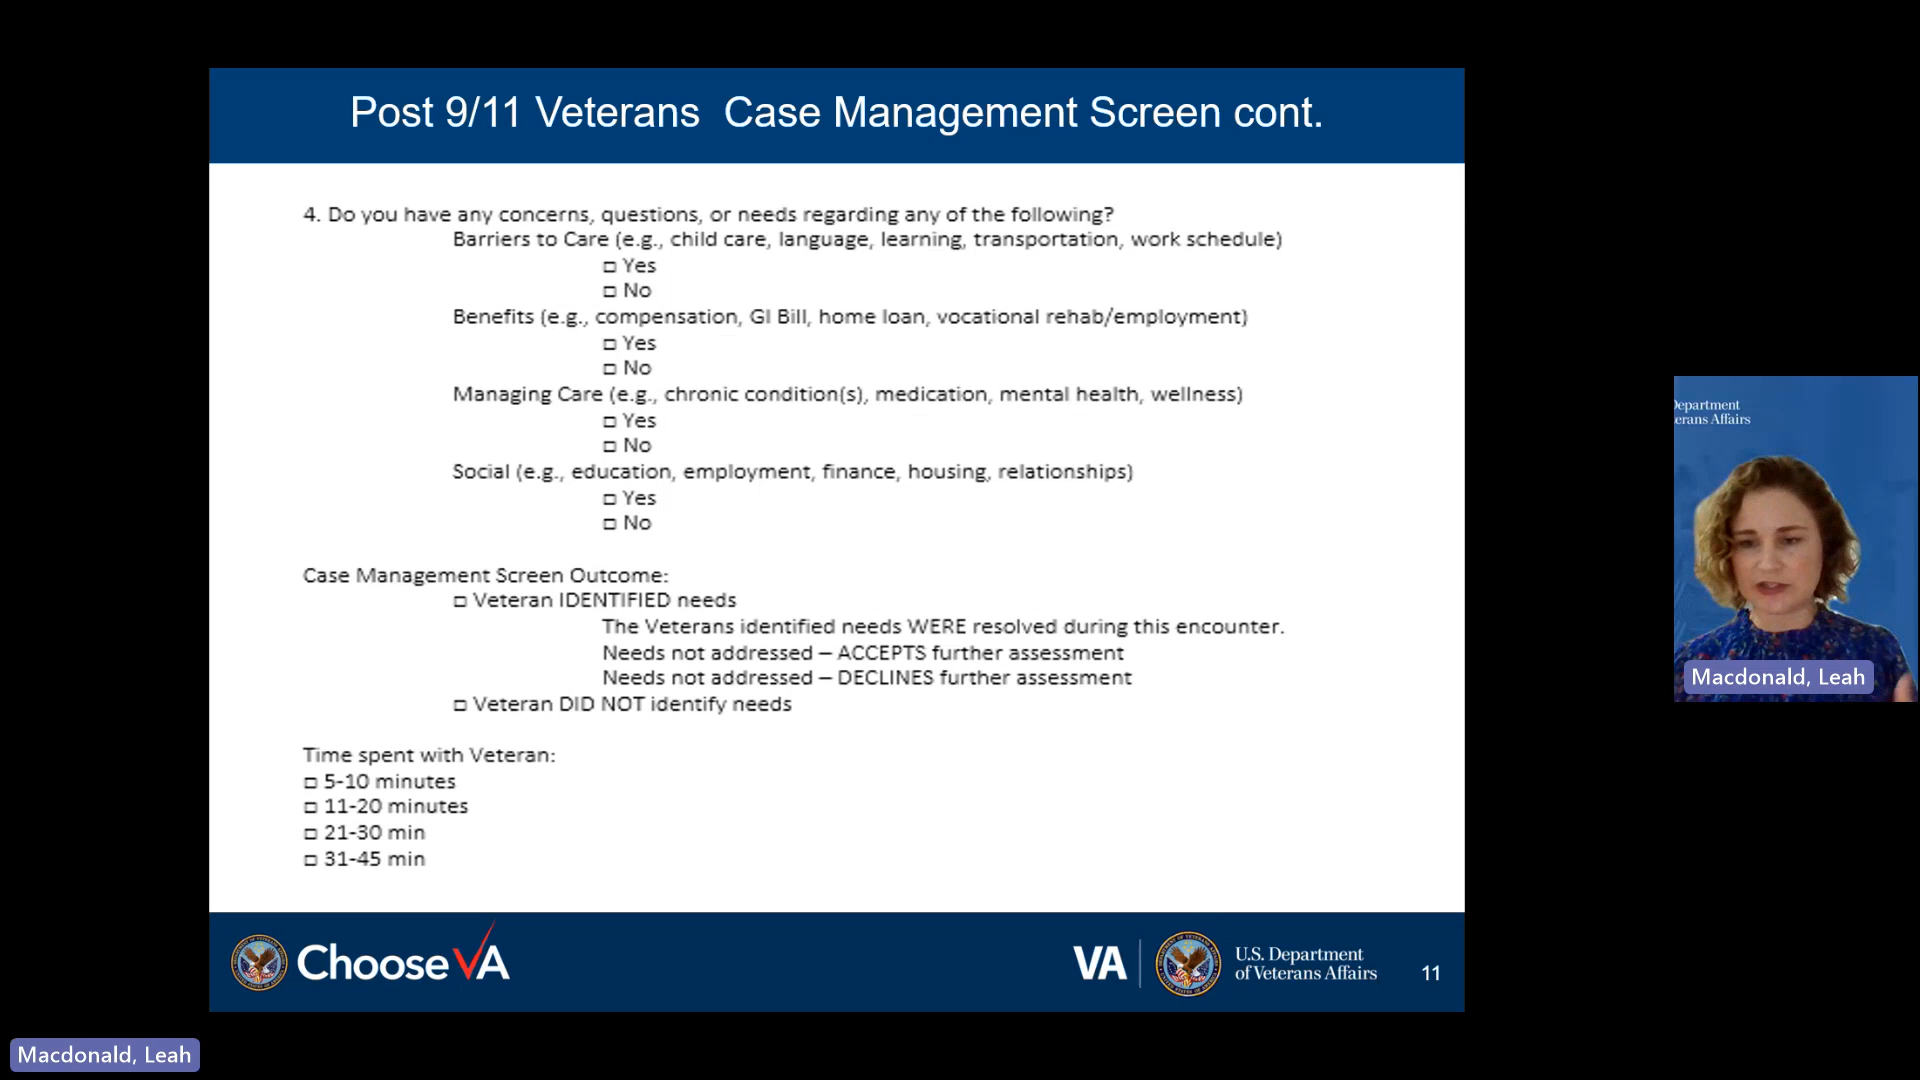 Post 9/11 Veterans  Case Management Screen cont.
4. Do you have any concerns, questions, or needs regarding any of the following?
Barriers to Care (e.g., child care, language, learning, transportation, work schedule)
□ Yes
□ No
Benefits (e.g., compensation, GI Bill, home loan, vocational rehab/employment)
□ Yes
□ No
Managing Care (e.g., chronic condition(s), medication, mental health, wellness)
□ Yes
□ No
Social (e.g., education, employment, finance, housing, relationships)
□ Yes
□ No
Case Management Screen Outcome:
□ Veteran IDENTIFIED needs
The Veterans identified needs WERE resolved during this encounter.
Needs not addressed – ACCEPTS further assessment
Needs not addressed – DECLINES further assessment
□ Veteran DID NOT identify needs
Time spent with Veteran:
□ 5-10 minutes
□ 11-20 minutes
□ 21-30 min
□ 31-45 min
Choose VA
VA
U.S. Department
of Veterans Affairs
11
epartment
erans Affairs
Macdonald, Leah
Macdonald, Leah